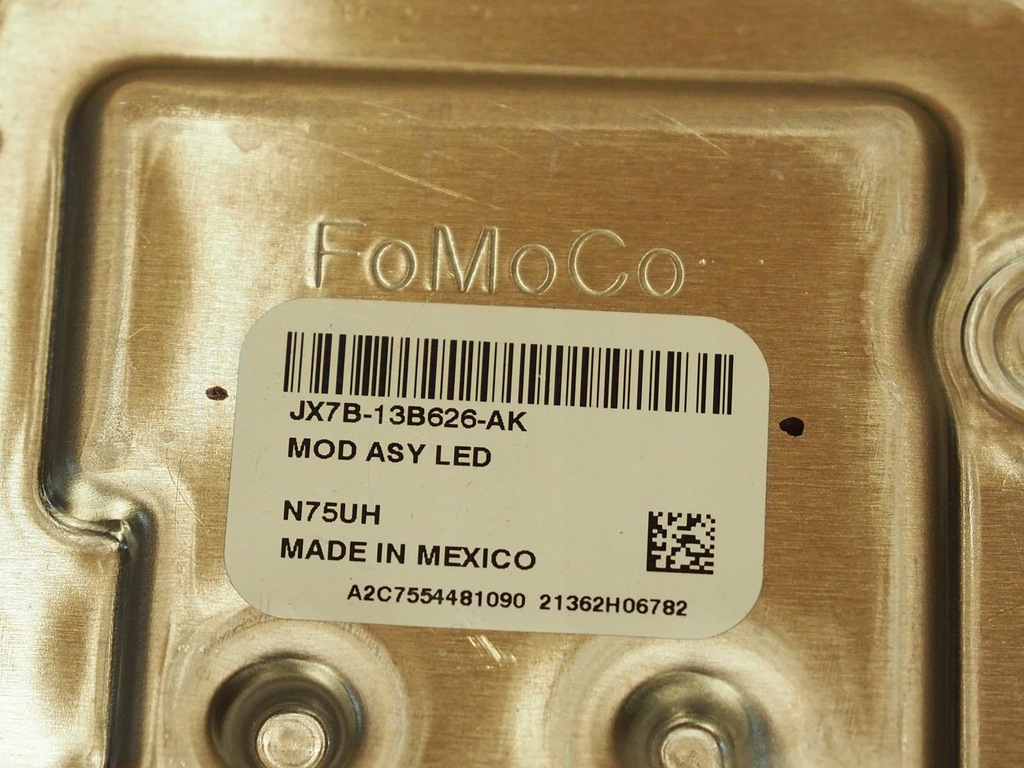 FoMoCo
JX7B-13B626-AK
MOD ASY LED
N75UH
MADE IN MEXICO
A2C7554481090 21362H06782